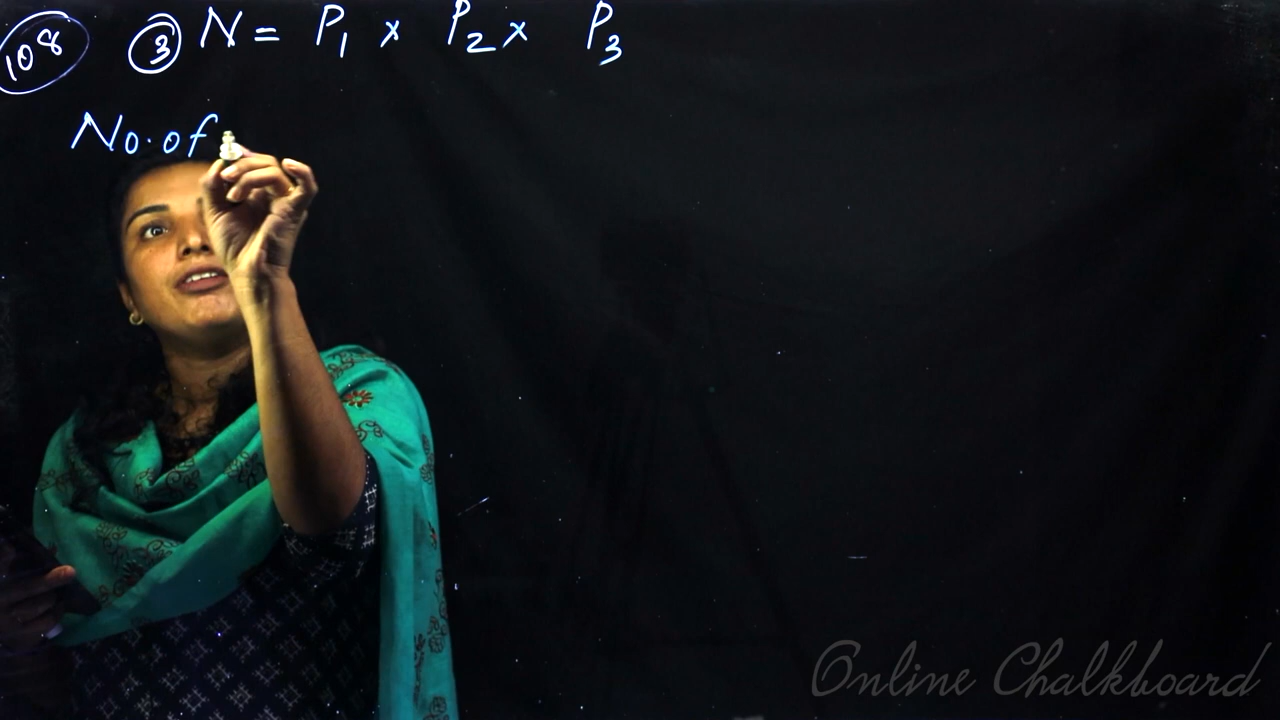 108 3 N = P1 x P2 x P3
No. of
Online Chalkboard